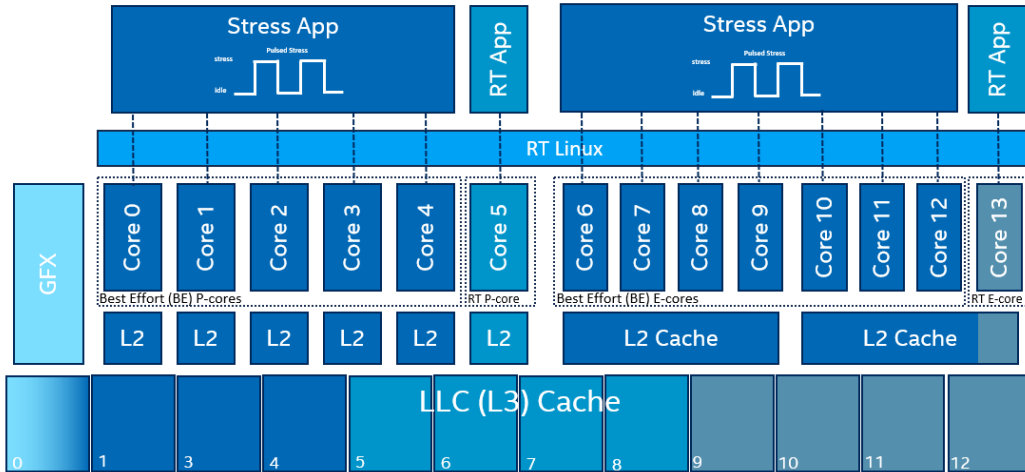 Stress App
Pulsed Stress
stress
idle
RT App
Stress App
Pulsed Stress
stress
idle
RT App
RT Linux
GFX
Core 0
Core 1
Core 2
Core 3
Core 4
Core 5
Core 6
Core 7
Core 8
Core 9
Core 10
Core 11
Core 12
Core 13
Best Effort (BE) P-cores
RT P-core
Best Effort (BE) E-cores
RT E-core
L2
L2
L2
L2
L2
L2
L2 Cache
L2 Cache
LLC (L3) Cache
0
1
3
4
5
6
7
8
9
10
11
12